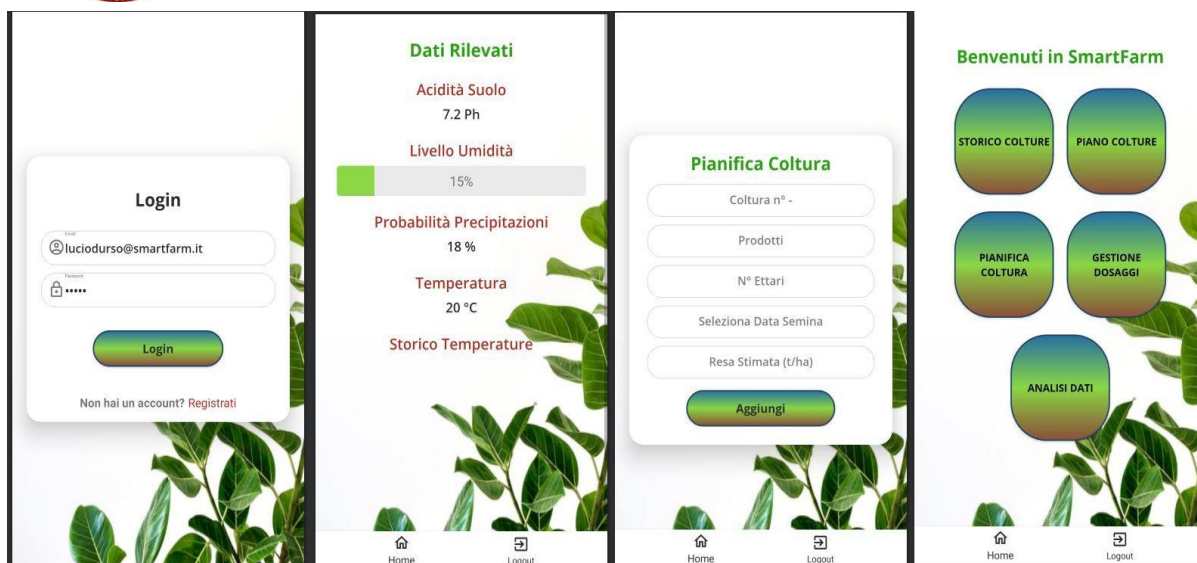 Login
Email
luciodurso@smartfarm.it
Password
•••••
Login
Non hai un account? Registrati
Dati Rilevati
Acidità Suolo
7.2 Ph
Livello Umidità
15%
Probabilità Precipitazioni
18 %
Temperatura
20 °C
Storico Temperature
Home
Logout
Pianifica Coltura
Coltura n° -
Prodotti
N° Ettari
Seleziona Data Semina
Resa Stimata (t/ha)
Aggiungi
Home
Logout
Benvenuti in SmartFarm
STORICO COLTURE
PIANO COLTURE
PIANIFICA
COLTURA
GESTIONE
DOSAGGI
ANALISI DATI
Home
Logout